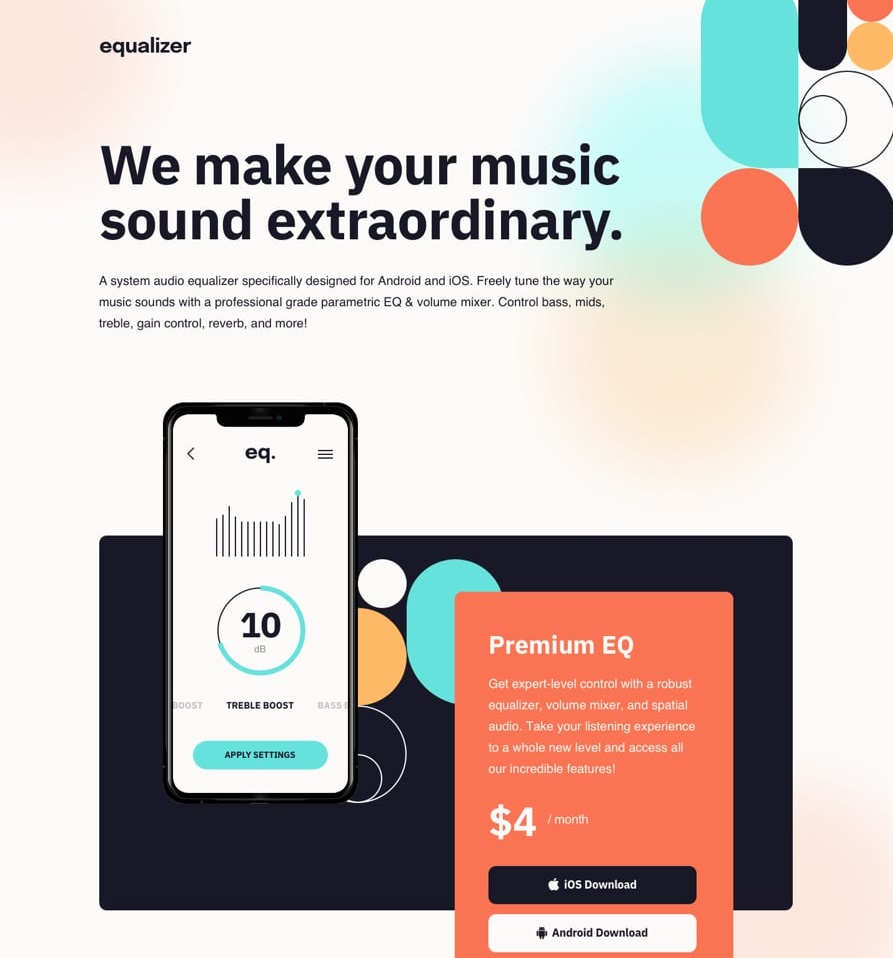 equalizer
We make your music
sound extraordinary.
A system audio equalizer specifically designed for Android and iOS. Freely tune the way your
music sounds with a professional grade parametric EQ & volume mixer. Control bass, mids,
treble, gain control, reverb, and more!
eq.
10
dB
BOOST TREBLE BOOST BASS
APPLY SETTINGS
Premium EQ
Get expert-level control with a robust
equalizer, volume mixer, and spatial
audio. Take your listening experience
to a whole new level and access all
our incredible features!
$4 / month
iOS Download
Android Download